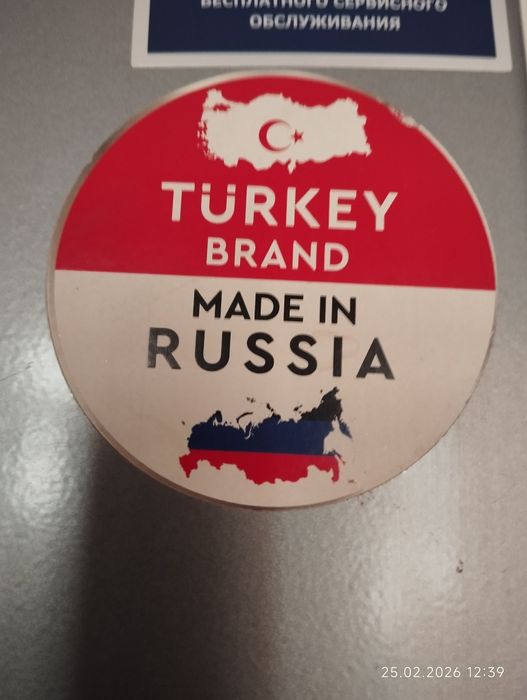 БЕСПЛАТНОГО СЕРВИСНОГО
ОБСЛУЖИВАНИЯ
TÜRKEY
BRAND
MADE IN
RUSSIA
25.02.2026 12:39